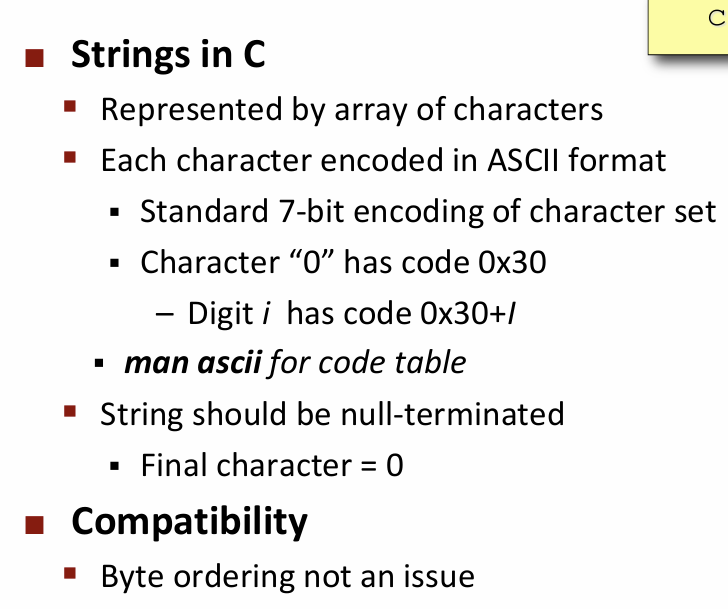 C
Strings in C
Represented by array of characters
Each character encoded in ASCII format
Standard 7-bit encoding of character set
Character “0” has code 0x30
– Digit i has code 0x30+I
man ascii for code table
String should be null-terminated
Final character = 0
Compatibility
Byte ordering not an issue